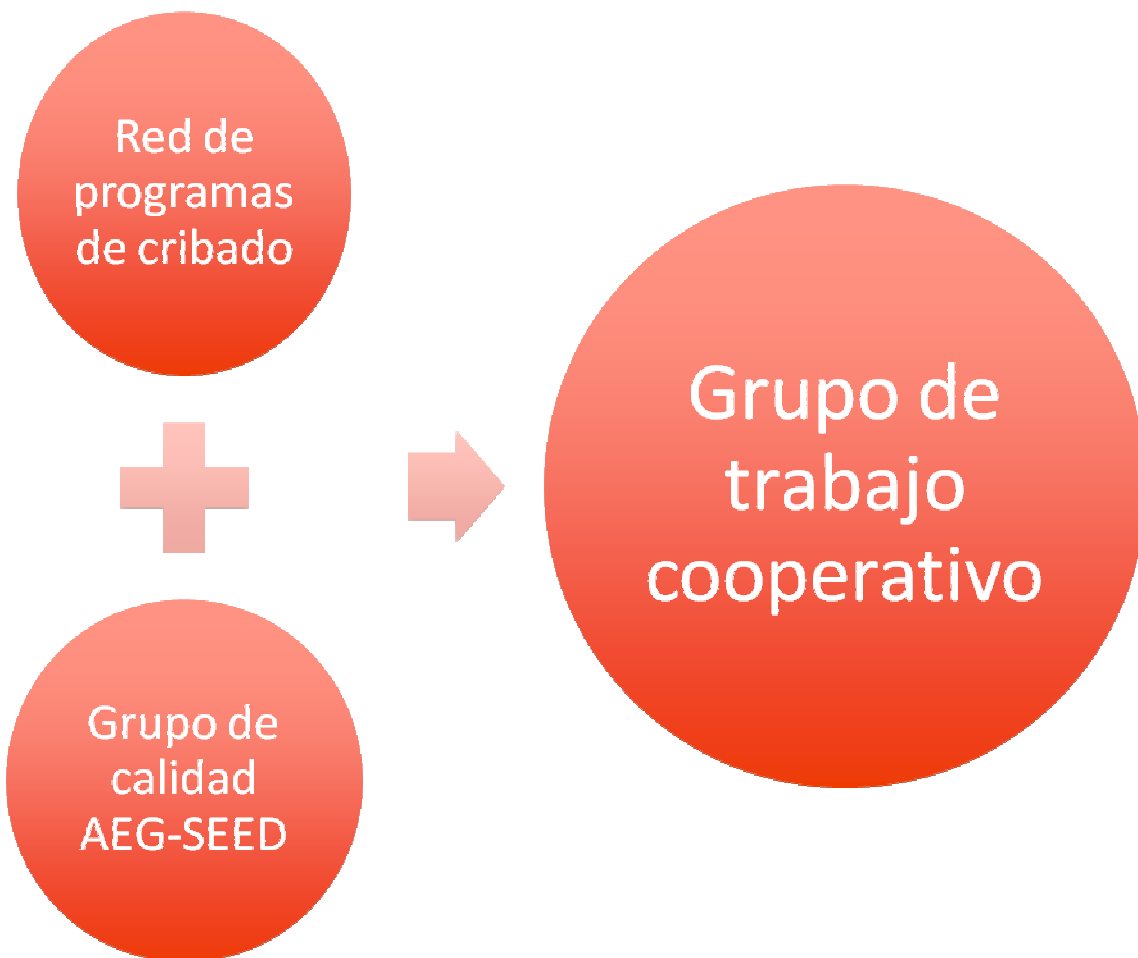 Red de
programas
de cribado
Grupo de
calidad
AEG-SEED
Grupo de
trabajo
cooperativo